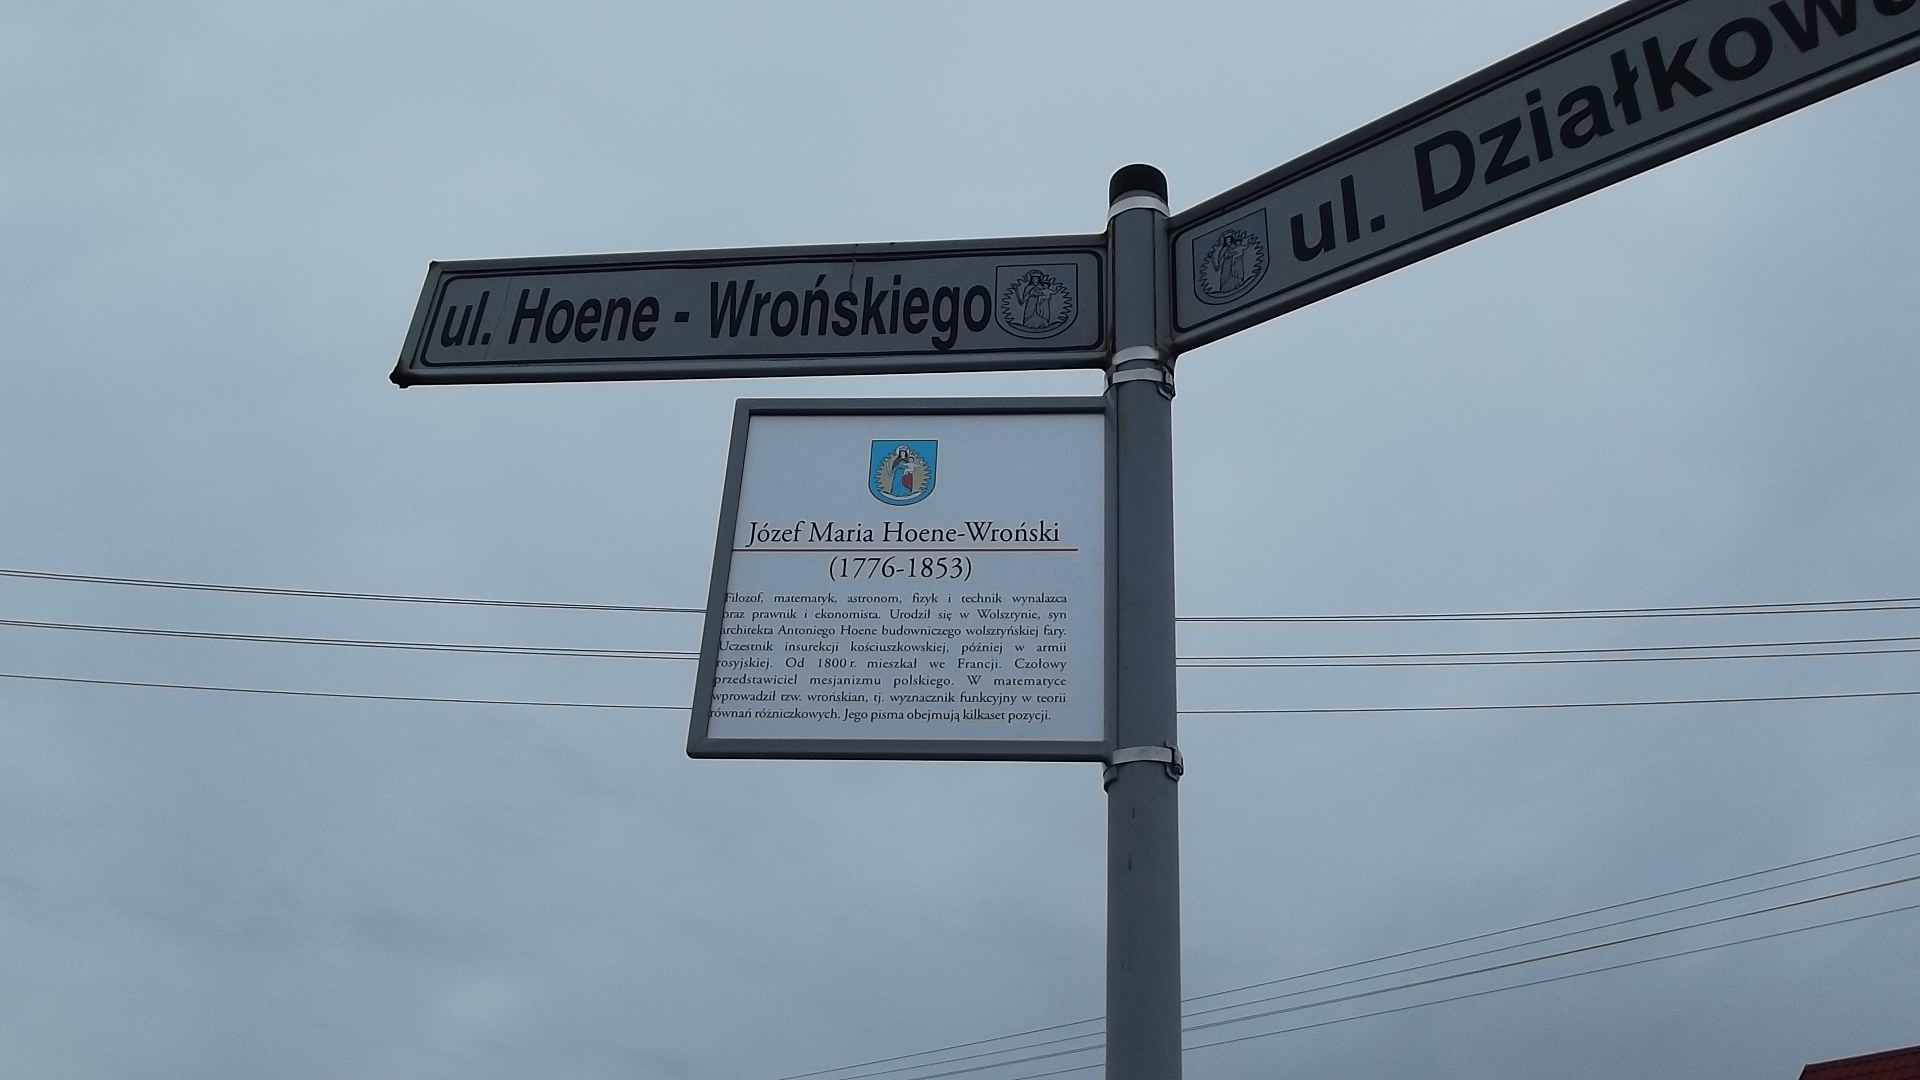 ul. Działkowa
ul. Hoene - Wrońskiego
Józef Maria Hoene-Wroński
(1776-1853)
Filozof, matematyk, astronom, fizyk i technik wynalazca
oraz prawnik i ekonomista. Urodził się w Wolsztynie, syn
architekta Antoniego Hoene budowniczego wolsztyńskiej fary.
Uczestnik insurekcji kościuszkowskiej, później w armii
rosyjskiej. Od 1800 r. mieszkał we Francji. Czołowy
przedstawiciel mesjanizmu polskiego. W matematyce
wprowadził tzw. wrońskian, tj. wyznacznik funkcyjny w teorii
równań różniczkowych. Jego pisma obejmują kilkaset pozycji.